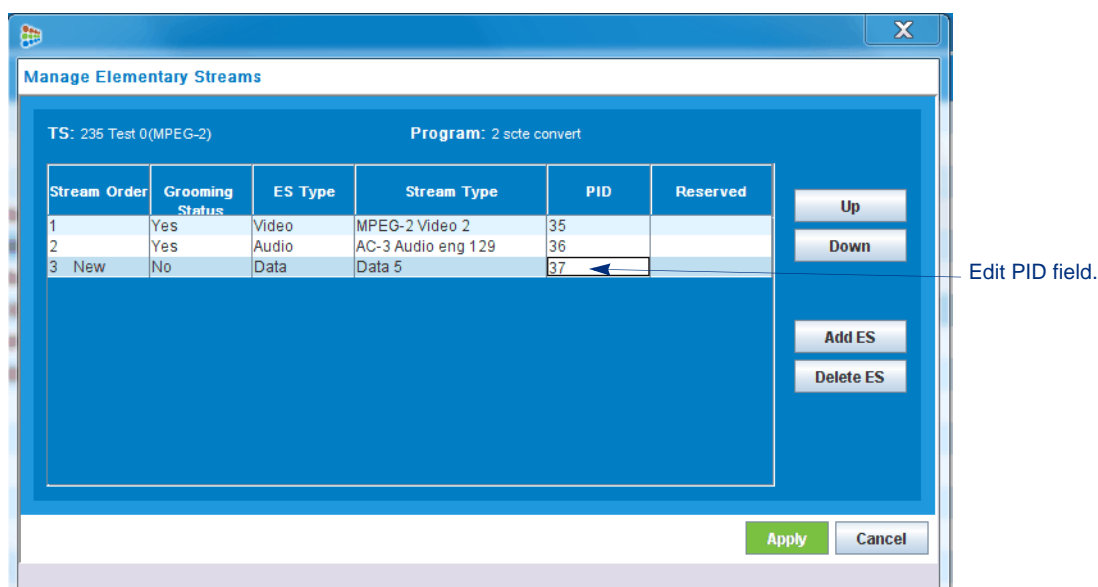 X
Manage Elementary Streams
TS: 235 Test 0(MPEG-2) Program: 2 scte convert
Stream Order Grooming Status ES Type Stream Type PID Reserved
1 Yes Video MPEG-2 Video 2 35
2 Yes Audio AC-3 Audio eng 129 36
3 New No Data Data 5 37
Up
Down
Edit PID field.
Add ES
Delete ES
Apply Cancel